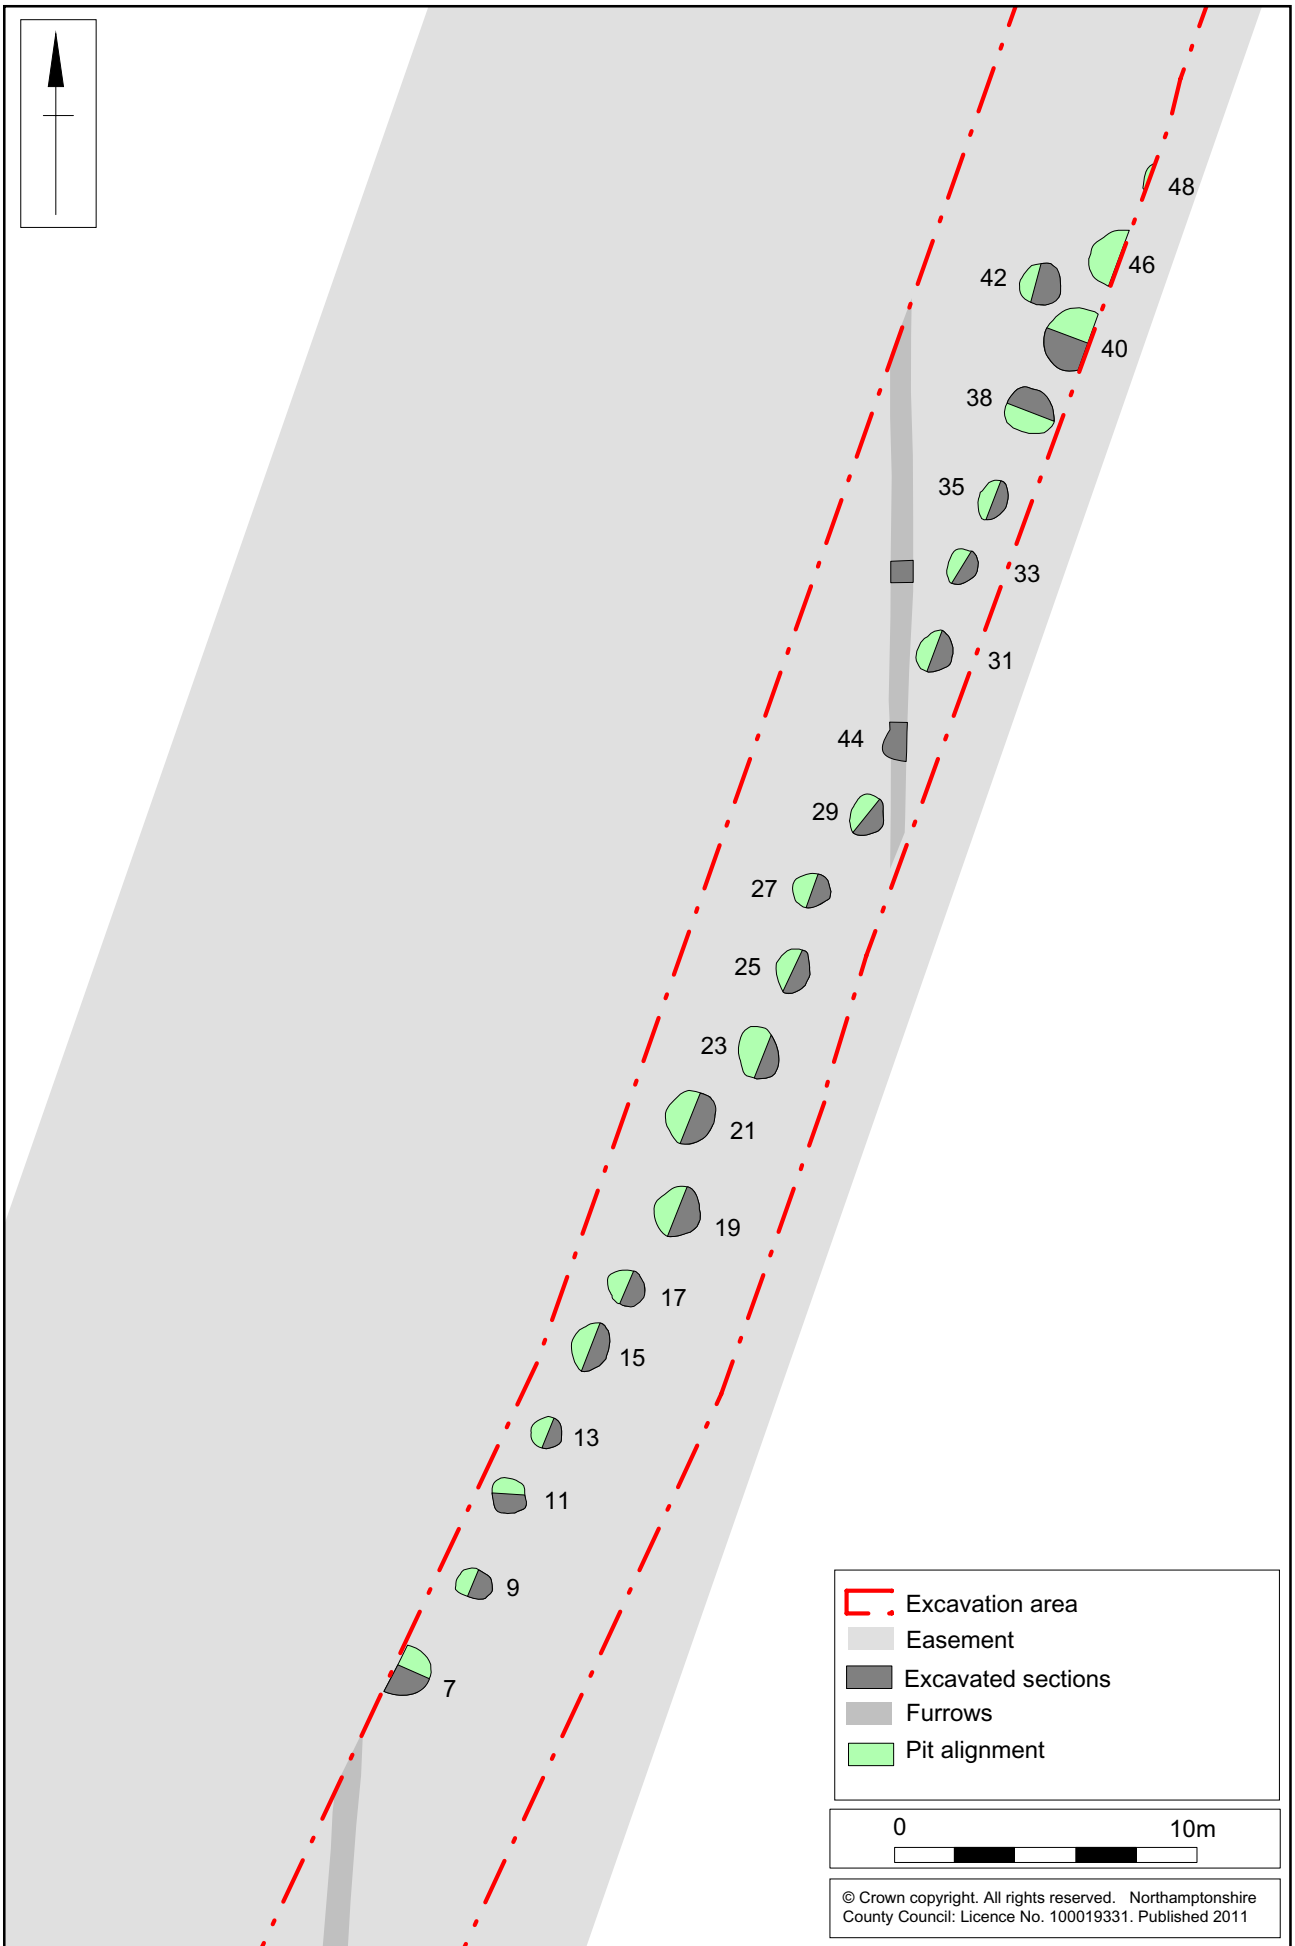 48
46
42
40
38
35
33
31
44
29
27
25
23
21
19
17
15
13
11
9
7
Excavation area
Easement
Excavated sections
Furrows
Pit alignment
0 10m
© Crown copyright. All rights reserved. Northamptonshire
County Council: Licence No. 100019331. Published 2011